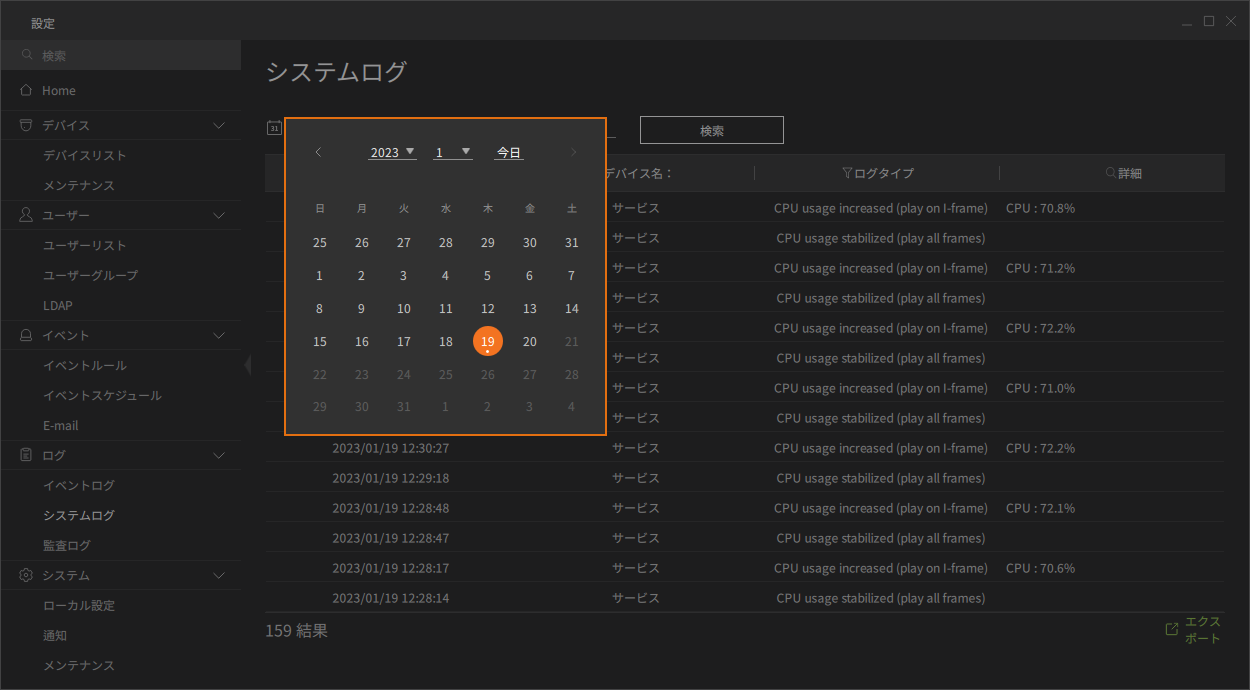 設定
検索
Home
デバイス
デバイスリスト
メンテナンス
ユーザー
ユーザーリスト
ユーザーグループ
LDAP
イベント
イベントルール
イベントスケジュール
E-mail
ログ
イベントログ
システムログ
監査ログ
システム
ローカル設定
通知
メンテナンス
システムログ
31
検索
2023 1 今日
日 月 火 水 木 金 土
25 26 27 28 29 30 31
1 2 3 4 5 6 7
8 9 10 11 12 13 14
15 16 17 18 19 20 21
22 23 24 25 26 27 28
29 30 31 1 2 3 4
デバイス名： ログタイプ 詳細
サービス CPU usage increased (play on I-frame) CPU : 70.8%
サービス CPU usage stabilized (play all frames)
サービス CPU usage increased (play on I-frame) CPU : 71.2%
サービス CPU usage stabilized (play all frames)
サービス CPU usage increased (play on I-frame) CPU : 72.2%
サービス CPU usage stabilized (play all frames)
サービス CPU usage increased (play on I-frame) CPU : 71.0%
サービス CPU usage stabilized (play all frames)
2023/01/19 12:30:27 サービス CPU usage increased (play on I-frame) CPU : 72.2%
2023/01/19 12:29:18 サービス CPU usage stabilized (play all frames)
2023/01/19 12:28:48 サービス CPU usage increased (play on I-frame) CPU : 72.1%
2023/01/19 12:28:47 サービス CPU usage stabilized (play all frames)
2023/01/19 12:28:17 サービス CPU usage increased (play on I-frame) CPU : 70.6%
2023/01/19 12:28:14 サービス CPU usage stabilized (play all frames)
159 結果
エクス
ポート